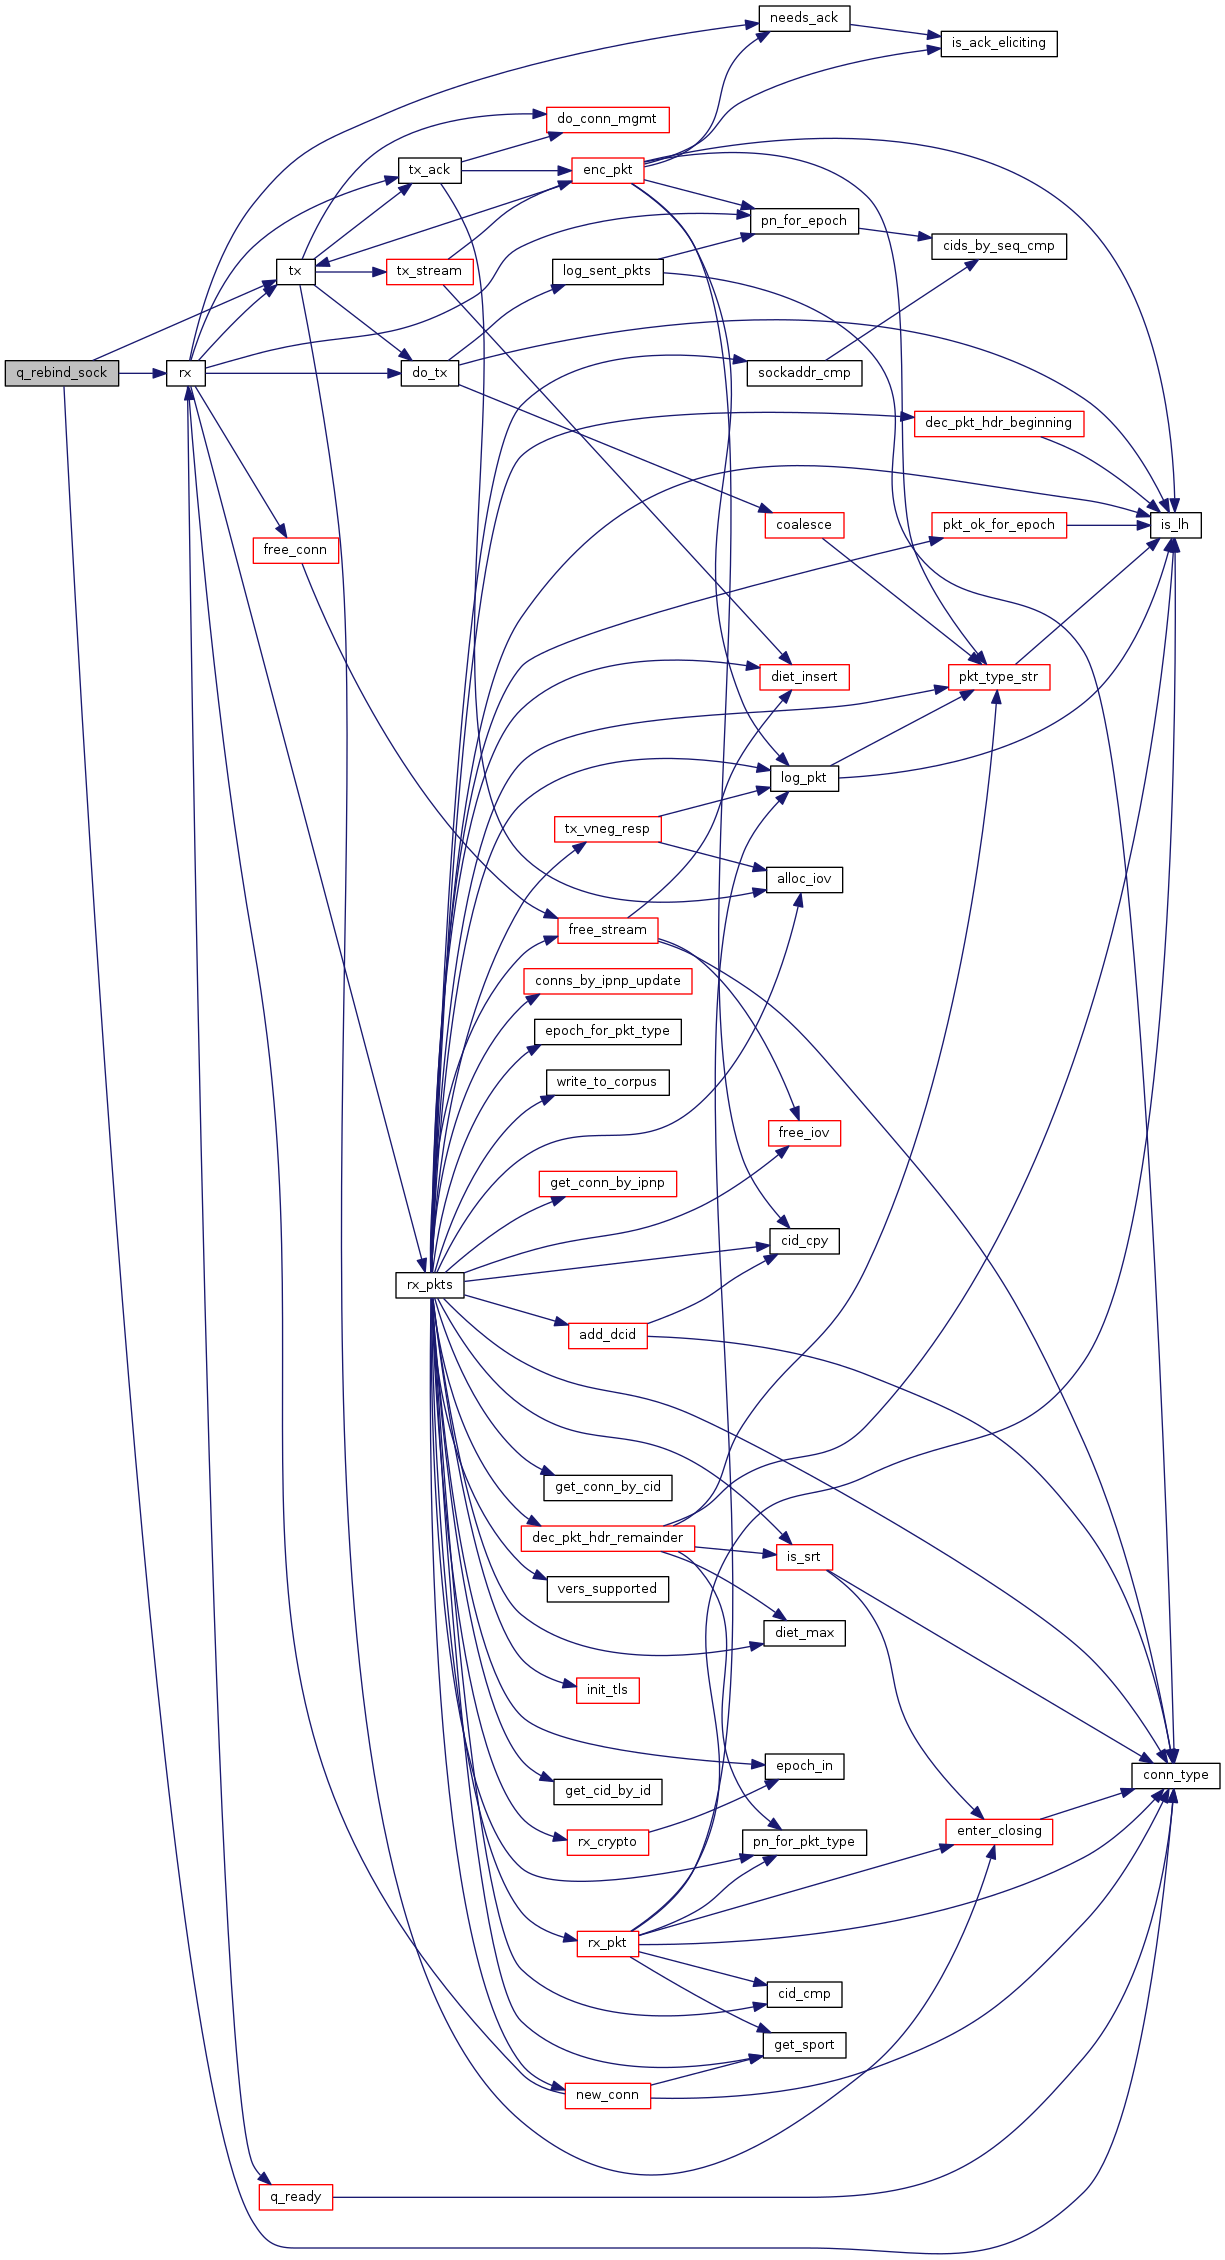 needs_ack
is_ack_eliciting
do_conn_mgmt
tx_ack
enc_pkt
pn_for_epoch
cids_by_seq_cmp
tx
tx_stream
log_sent_pkts
q_rebind_sock
rx
do_tx
sockaddr_cmp
dec_pkt_hdr_beginning
coalesce
pkt_ok_for_epoch
is_lh
free_conn
diet_insert
pkt_type_str
log_pkt
tx_vneg_resp
alloc_iov
free_stream
conns_by_ipnp_update
epoch_for_pkt_type
write_to_corpus
free_iov
get_conn_by_ipnp
cid_cpy
rx_pkts
add_dcid
get_conn_by_cid
dec_pkt_hdr_remainder
is_srt
vers_supported
diet_max
init_tls
epoch_in
conn_type
get_cid_by_id
enter_closing
rx_crypto
pn_for_pkt_type
rx_pkt
cid_cmp
get_sport
new_conn
q_ready